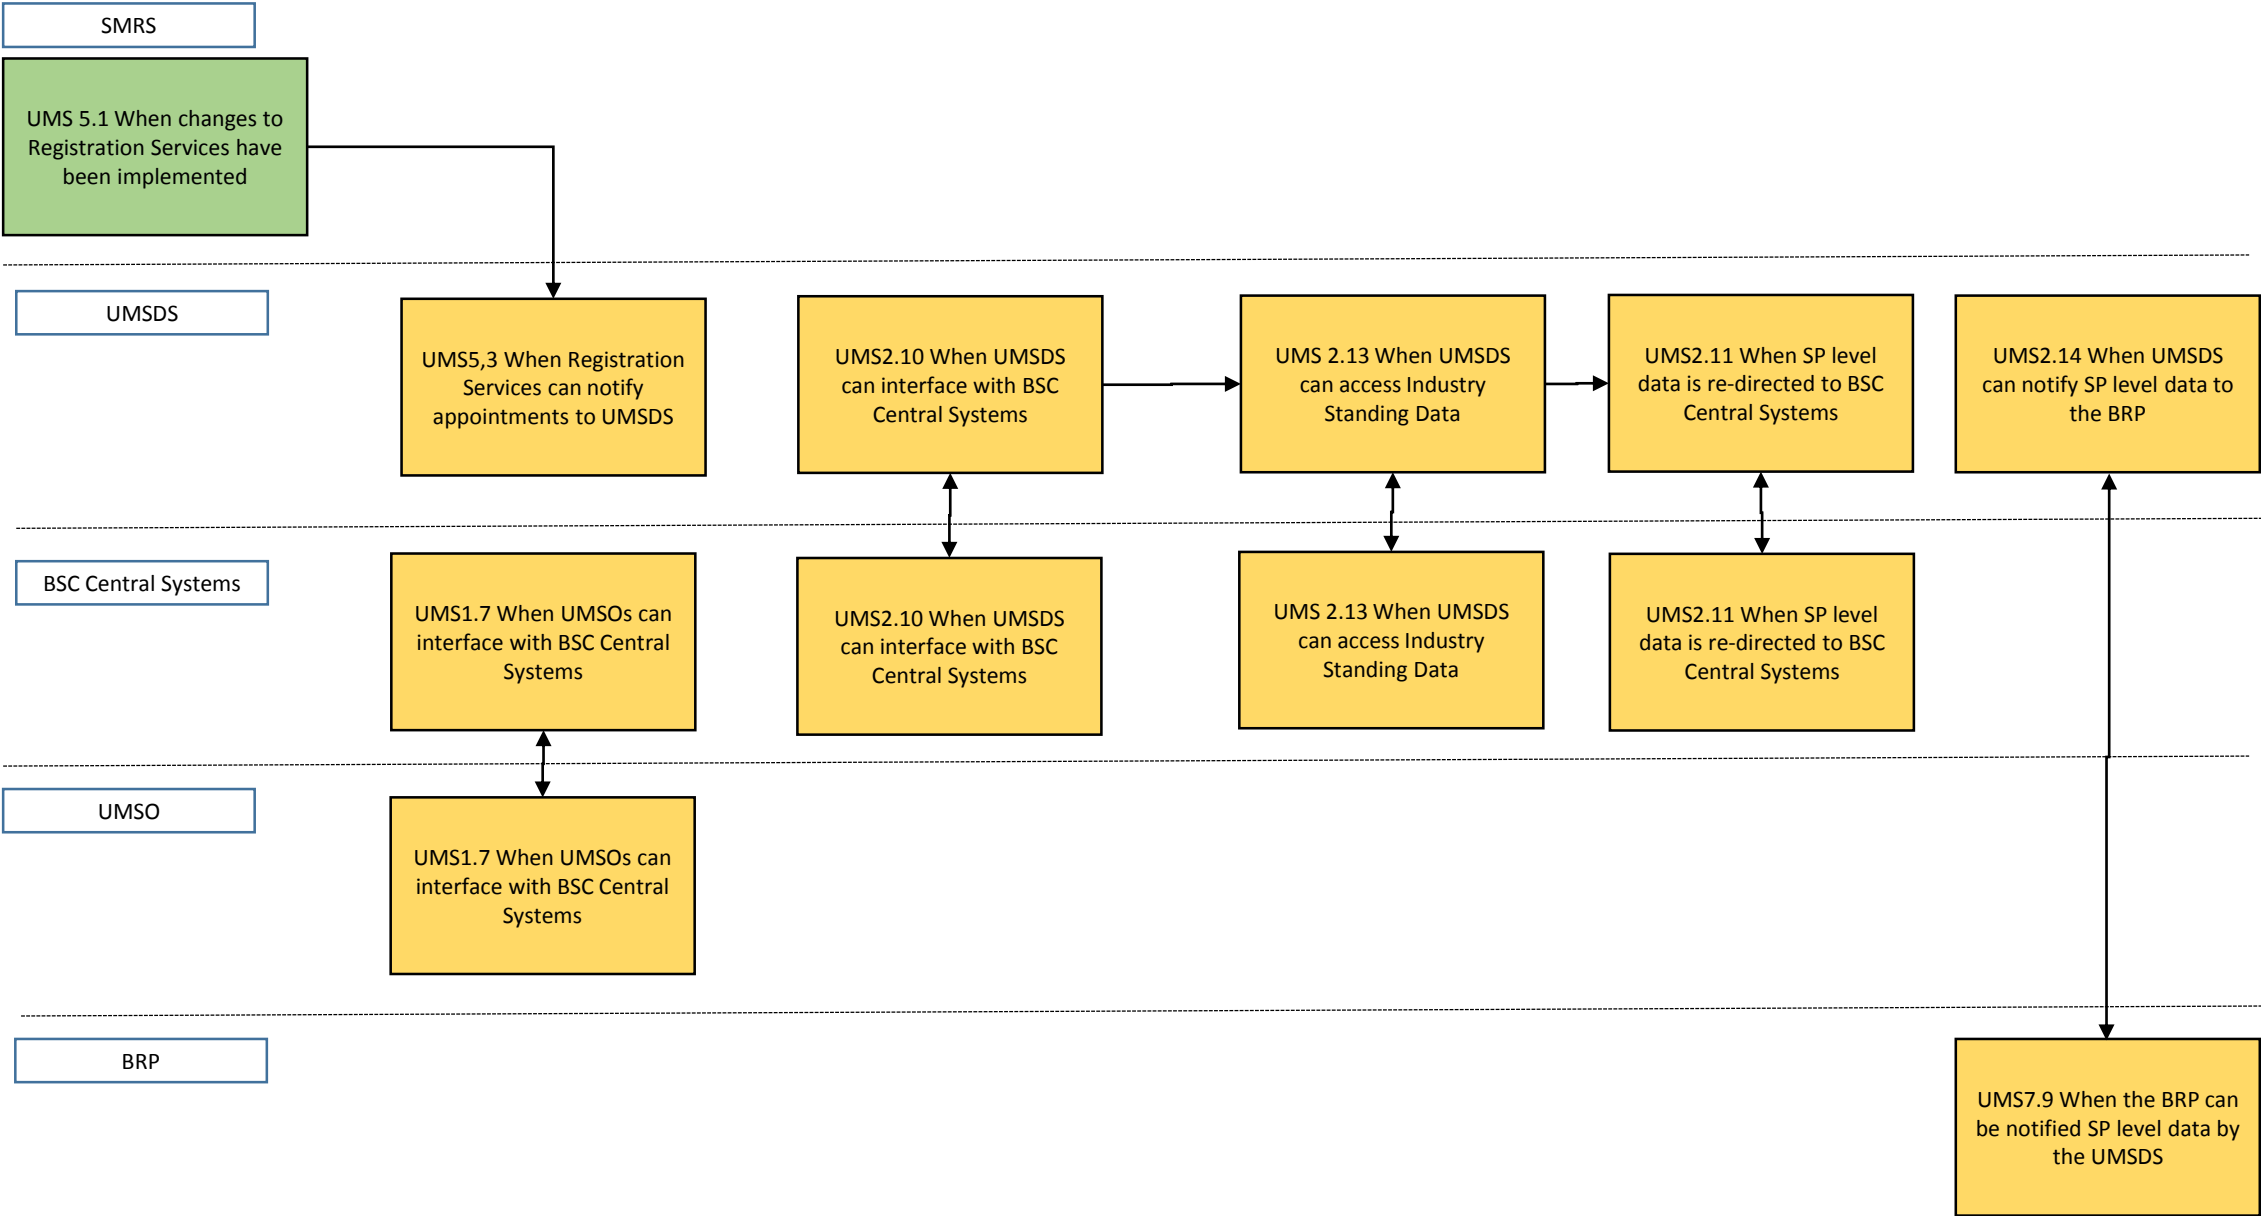 SMRS
UMS 5.1 When changes to
Registration Services have
been implemented
UMSDS
UMS5,3 When Registration
Services can notify
appointments to UMSDS
UMS2.10 When UMSDS
can interface with BSC
Central Systems
UMS 2.13 When UMSDS
can access Industry
Standing Data
UMS2.11 When SP level
data is re-directed to BSC
Central Systems
UMS2.14 When UMSDS
can notify SP level data to
the BRP
BSC Central Systems
UMS1.7 When UMSOs can
interface with BSC Central
Systems
UMS2.10 When UMSDS
can interface with BSC
Central Systems
UMS 2.13 When UMSDS
can access Industry
Standing Data
UMS2.11 When SP level
data is re-directed to BSC
Central Systems
UMSO
UMS1.7 When UMSOs can
interface with BSC Central
Systems
BRP
UMS7.9 When the BRP can
be notified SP level data by
the UMSDS